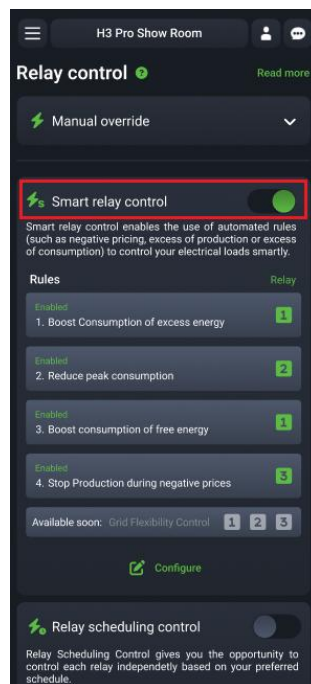 H3 Pro Show Room
Relay control ?
Read more
Manual override
S Smart relay control
Smart relay control enables the use of automated rules
(such as negative pricing, excess of production or excess
of consumption) to control your electrical loads smartly.
Rules
Relay
Enabled
1. Boost Consumption of excess energy
1
Enabled
2. Reduce peak consumption
2
Enabled
3. Boost consumption of free energy
1
Enabled
4. Stop Production during negative prices
3
Available soon: Grid Flexibility Control 1 2 3
Configure
Relay scheduling control
Relay Scheduling Control gives you the opportunity to
control each relay independetly based on your preferred
schedule.